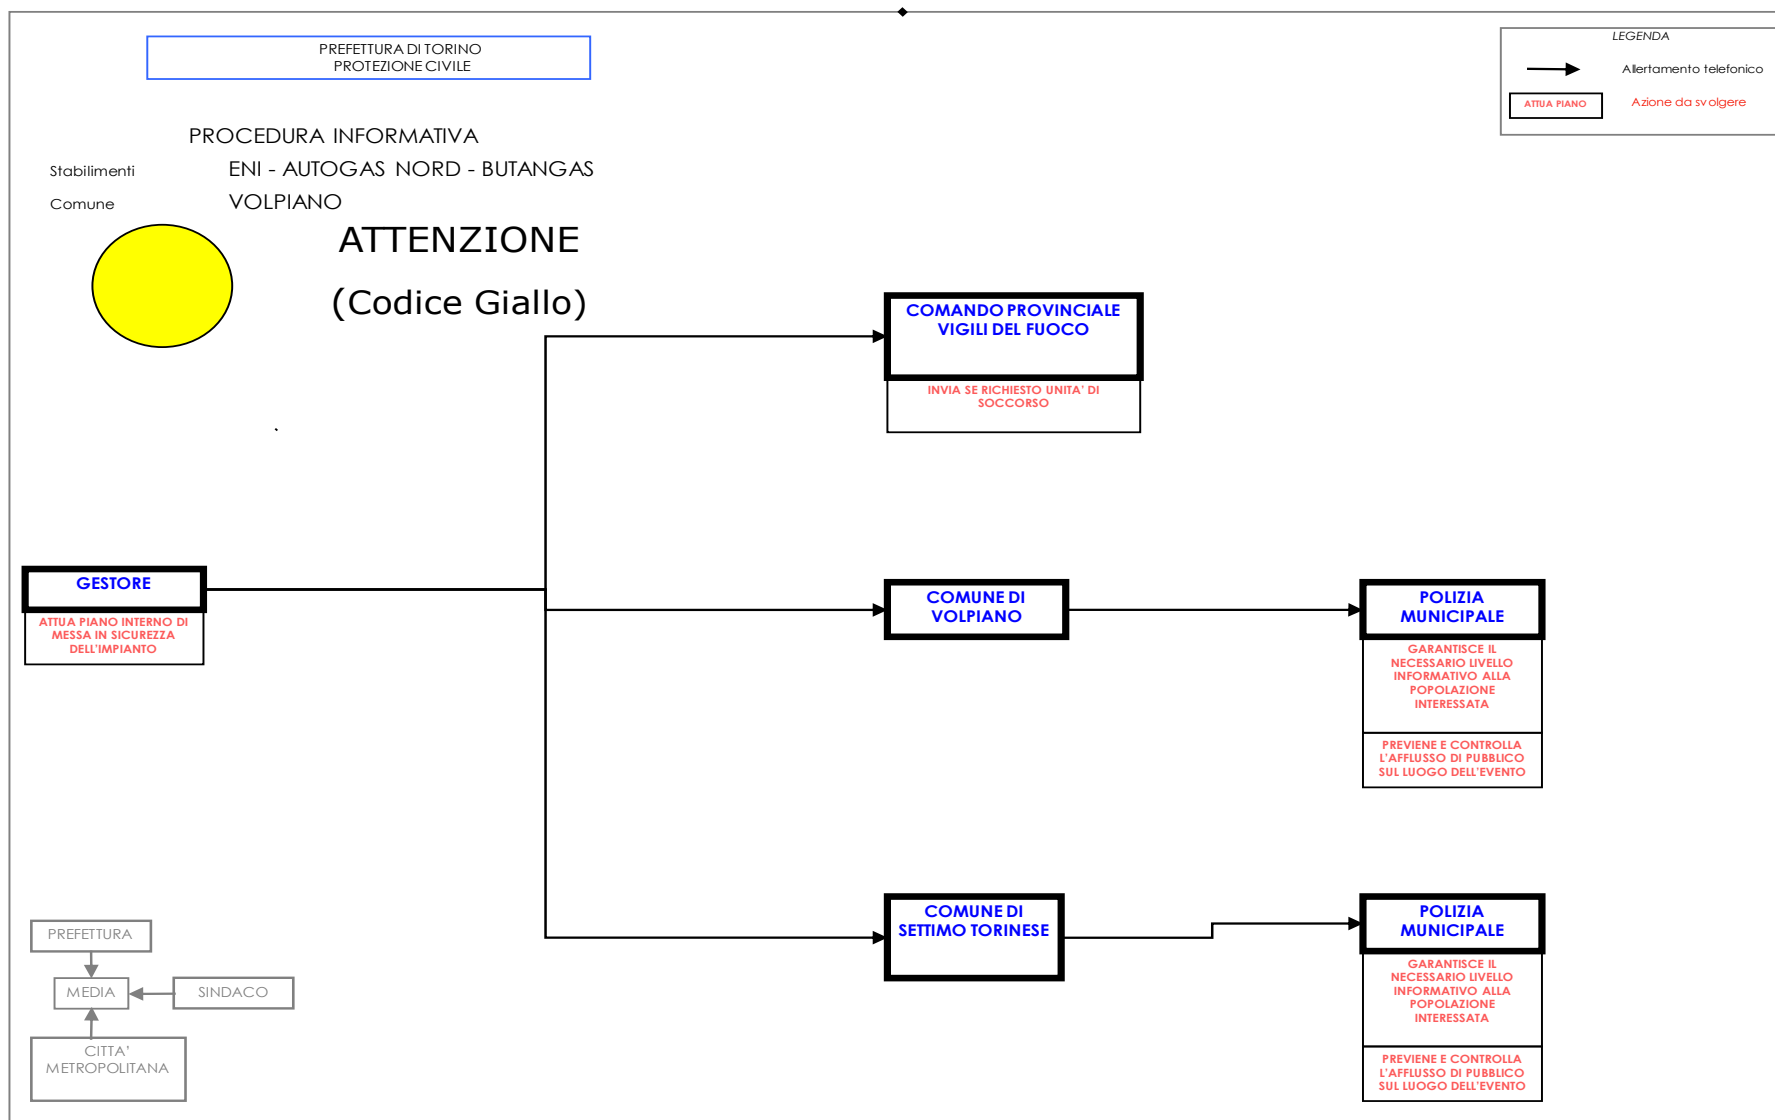 PREFETTURA DI TORINO
PROTEZIONE CIVILE
LEGENDA
Allertamento telefonico
ATTUA PIANO
Azione da svolgere
PROCEDURA INFORMATIVA
Stabilimenti
ENI - AUTOGAS NORD - BUTANGAS
Comune
VOLPIANO
ATTENZIONE
(Codice Giallo)
COMANDO PROVINCIALE
VIGILI DEL FUOCO
INVIA SE RICHIESTO UNITA' DI
SOCCORSO
GESTORE
ATTUA PIANO INTERNO DI
MESSA IN SICUREZZA
DELL'IMPIANTO
COMUNE DI
VOLPIANO
POLIZIA
MUNICIPALE
GARANTISCE IL
NECESSARIO LIVELLO
INFORMATIVO ALLA
POPOLAZIONE
INTERESSATA
PREVIENE E CONTROLLA
L'AFFLUSSO DI PUBBLICO
SUL LUOGO DELL'EVENTO
COMUNE DI
SETTIMO TORINESE
POLIZIA
MUNICIPALE
GARANTISCE IL
NECESSARIO LIVELLO
INFORMATIVO ALLA
POPOLAZIONE
INTERESSATA
PREVIENE E CONTROLLA
L'AFFLUSSO DI PUBBLICO
SUL LUOGO DELL'EVENTO
PREFETTURA
MEDIA
SINDACO
CITTA'
METROPOLITANA